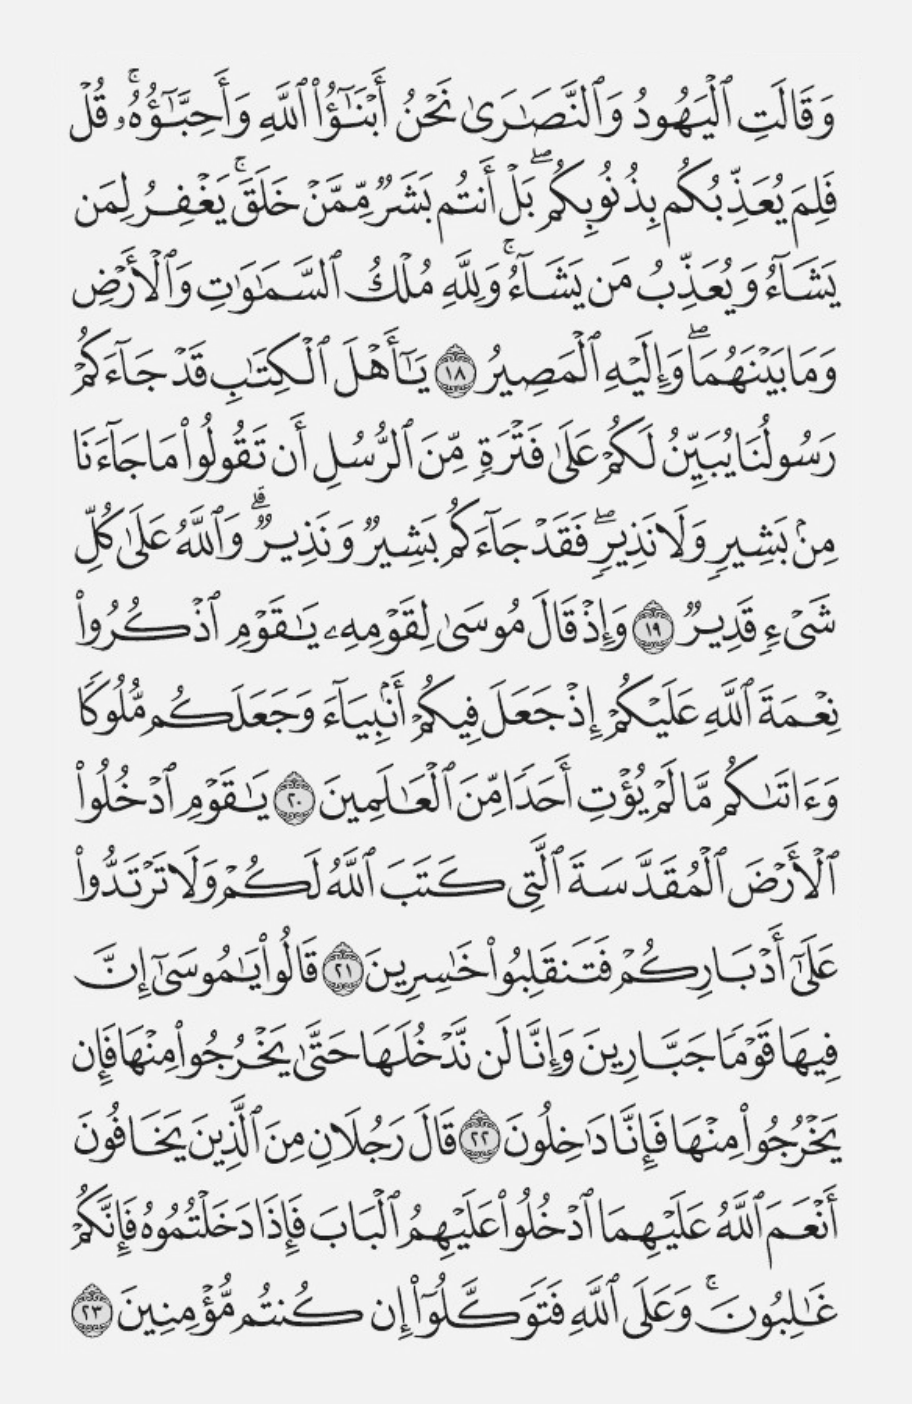 وَقَالَتِ ٱلْيَهُودُ وَٱلنَّصَـٰرَىٰ نَحْنُ أَبْنَـٰٓؤُا۟ ٱللَّهِ وَأَحِبَّـٰٓؤُهُۥ ۚ قُلْ
فَلِمَ يُعَذِّبُكُم بِذُنُوبِكُم ۖ بَلْ أَنتُم بَشَرٌ مِّمَّنْ خَلَقَ ۚ يَغْفِرُ لِمَن
يَشَآءُ وَيُعَذِّبُ مَن يَشَآءُ ۚ وَلِلَّهِ مُلْكُ ٱلسَّمَـٰوَٰتِ وَٱلْأَرْضِ
وَمَا بَيْنَهُمَا ۖ وَإِلَيْهِ ٱلْمَصِيرُ ١٨ يَـٰٓأَهْلَ ٱلْكِتَـٰبِ قَدْ جَآءَكُمْ
رَسُولُنَا يُبَيِّنُ لَكُمْ عَلَىٰ فَتْرَةٍ مِّنَ ٱلرُّسُلِ أَن تَقُولُوا۟ مَا جَآءَنَا
مِنۢ بَشِيرٍ وَلَا نَذِيرٍ ۖ فَقَدْ جَآءَكُم بَشِيرٌ وَنَذِيرٌ ۗ وَٱللَّهُ عَلَىٰ كُلِّ
شَىْءٍ قَدِيرٌ ١٩ وَإِذْ قَالَ مُوسَىٰ لِقَوْمِهِۦ يَـٰقَوْمِ ٱذْكُرُوا۟
نِعْمَةَ ٱللَّهِ عَلَيْكُمْ إِذْ جَعَلَ فِيكُمْ أَنۢبِيَآءَ وَجَعَلَكُم مُّلُوكًا
وَءَاتَىٰكُم مَّا لَمْ يُؤْتِ أَحَدًا مِّنَ ٱلْعَـٰلَمِينَ ٢٠ يَـٰقَوْمِ ٱدْخُلُوا۟
ٱلْأَرْضَ ٱلْمُقَدَّسَةَ ٱلَّتِى كَتَبَ ٱللَّهُ لَكُمْ وَلَا تَرْتَدُّوا۟
عَلَىٰٓ أَدْبَارِكُمْ فَتَنقَلِبُوا۟ خَـٰسِرِينَ ٢١ قَالُوا۟ يَـٰمُوسَىٰٓ إِنَّ
فِيهَا قَوْمًا جَبَّارِينَ وَإِنَّا لَن نَّدْخُلَهَا حَتَّىٰ يَخْرُجُوا۟ مِنْهَا فَإِن
يَخْرُجُوا۟ مِنْهَا فَإِنَّا دَٰخِلُونَ ٢٢ قَالَ رَجُلَانِ مِنَ ٱلَّذِينَ يَخَافُونَ
أَنْعَمَ ٱللَّهُ عَلَيْهِمَا ٱدْخُلُوا۟ عَلَيْهِمُ ٱلْبَابَ فَإِذَا دَخَلْتُمُوهُ فَإِنَّكُمْ
غَـٰلِبُونَ ۚ وَعَلَى ٱللَّهِ فَتَوَكَّلُوٓا۟ إِن كُنتُم مُّؤْمِنِينَ ٢٣